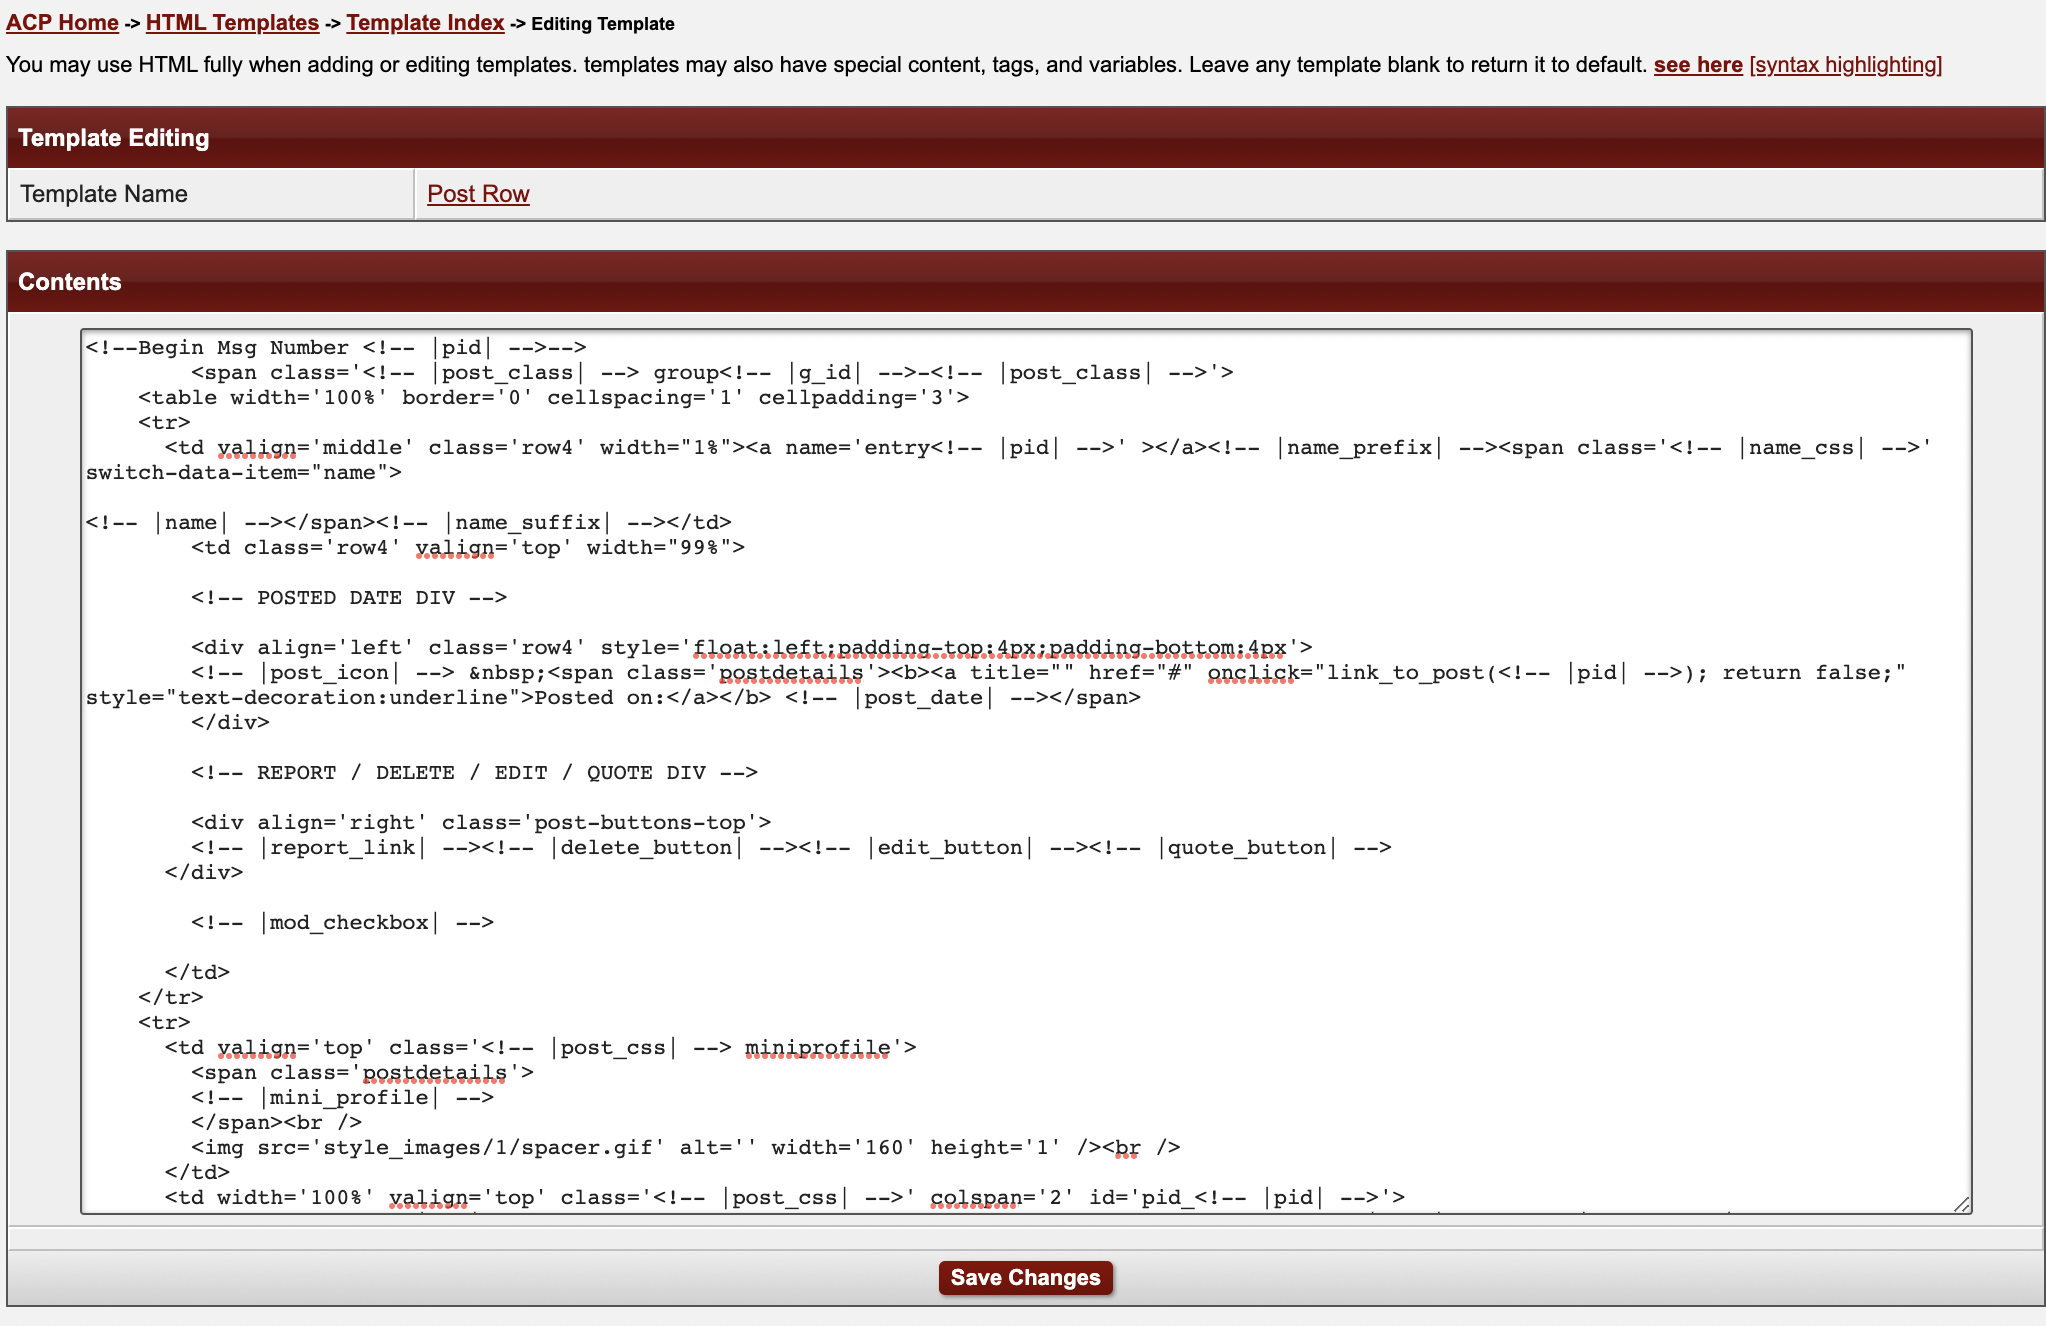 ACP Home -> HTML Templates -> Template Index -> Editing Template
You may use HTML fully when adding or editing templates. templates may also have special content, tags, and variables. Leave any template blank to return it to default. see here [syntax highlighting]
Template Editing
Template Name Post Row
Contents
<!--Begin Msg Number <!-- |pid| -->-->
<span class='<!-- |post_class| --> group<!-- |g_id| -->-<!-- |post_class| -->'>
<table width='100%' border='0' cellspacing='1' cellpadding='3'>
<tr>
<td valign='middle' class='row4' width="1%"><a name='entry<!-- |pid| -->' ></a><!-- |name_prefix| --><span class='<!-- |name_css| -->'
switch-data-item="name">
<!-- |name| --></span><!-- |name_suffix| --></td>
<td class='row4' valign='top' width="99%">
<!-- POSTED DATE DIV -->
<div align='left' class='row4' style='float:left;padding-top:4px;padding-bottom:4px'>
<!-- |post_icon| --> &nbsp;<span class='postdetails'><b><a title="" href="#" onclick="link_to_post(<!-- |pid| -->); return false;"
style="text-decoration:underline">Posted on:</a></b> <!-- |post_date| --></span>
</div>
<!-- REPORT / DELETE / EDIT / QUOTE DIV -->
<div align='right' class='post-buttons-top'>
<!-- |report_link| --><!-- |delete_button| --><!-- |edit_button| --><!-- |quote_button| -->
</div>
<!-- |mod_checkbox| -->
</td>
</tr>
<tr>
<td valign='top' class='<!-- |post_css| --> miniprofile'>
<span class='postdetails'>
<!-- |mini_profile| -->
</span><br />
<img src='style_images/1/spacer.gif' alt='' width='160' height='1' /><br />
</td>
<td width='100%' valign='top' class='<!-- |post_css| -->' colspan='2' id='pid_<!-- |pid| -->'>
Save Changes